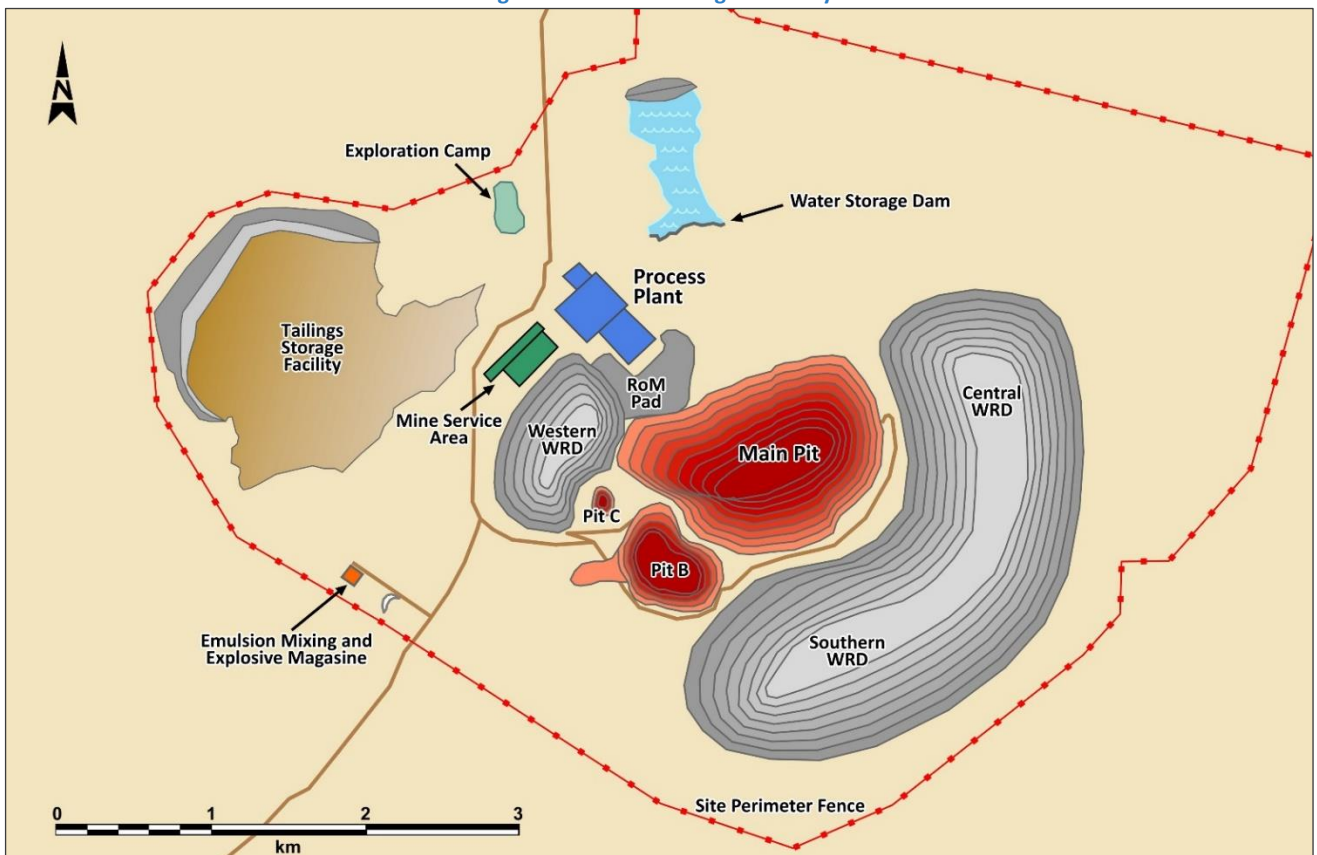 N
Exploration Camp
Water Storage Dam
Process
Plant
Tailings
Storage
Facility
Mine Service
Area
RoM
Pad
Western
WRD
Main Pit
Central
WRD
Pit C
Pit B
Emulsion Mixing and
Explosive Magasine
Southern
WRD
Site Perimeter Fence
0 1 2 3
km